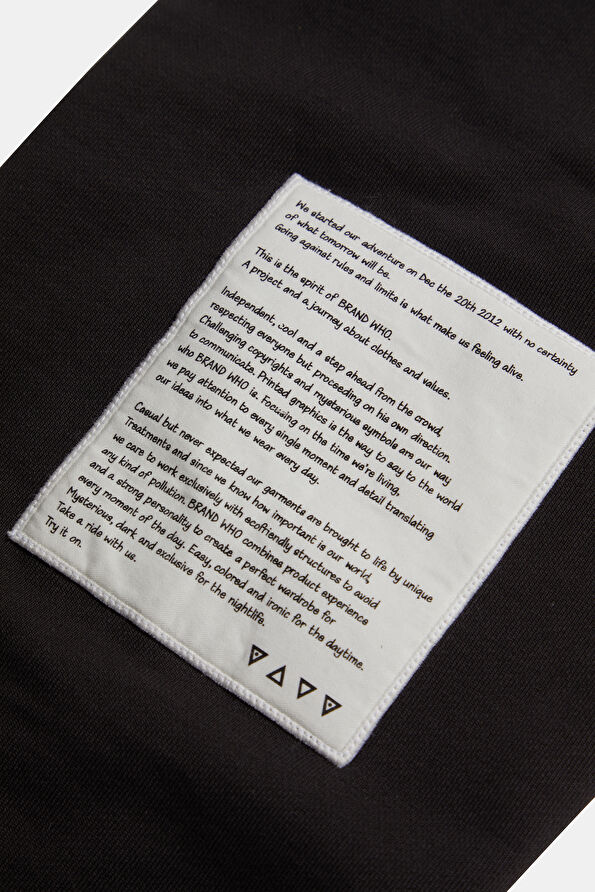 We started our adventure on Dec the 20th 2012 with no certainty
of what tomorrow will be.
Going against rules and limits is what make us feeling alive.
This is the spirit of BRAND WHO.
A project and a journey about clothes and values.
Independent, cool and a step ahead from the crowd,
respecting everyone but proceeding on his own direction.
Challenging copyrights and mysterious symbols are our way
to communicate. Printed graphics is the way to say to the world
who BRAND WHO is. Focusing on the time we're living,
we pay attention to every single moment and detail translating
our ideas into what we wear every day.
Casual but never expected our garments are brought to life by unique
Treatments and since we know how important is our world,
we care to work exclusively with ecofriendly structures to avoid
any kind of pollution. BRAND WHO combines product experience
and a strong personality to create a perfect wardrobe for
every moment of the day. Easy, colored and ironic for the daytime.
Mysterious, dark and exclusive for the nightlife.
Take a ride with us.
Try it on.